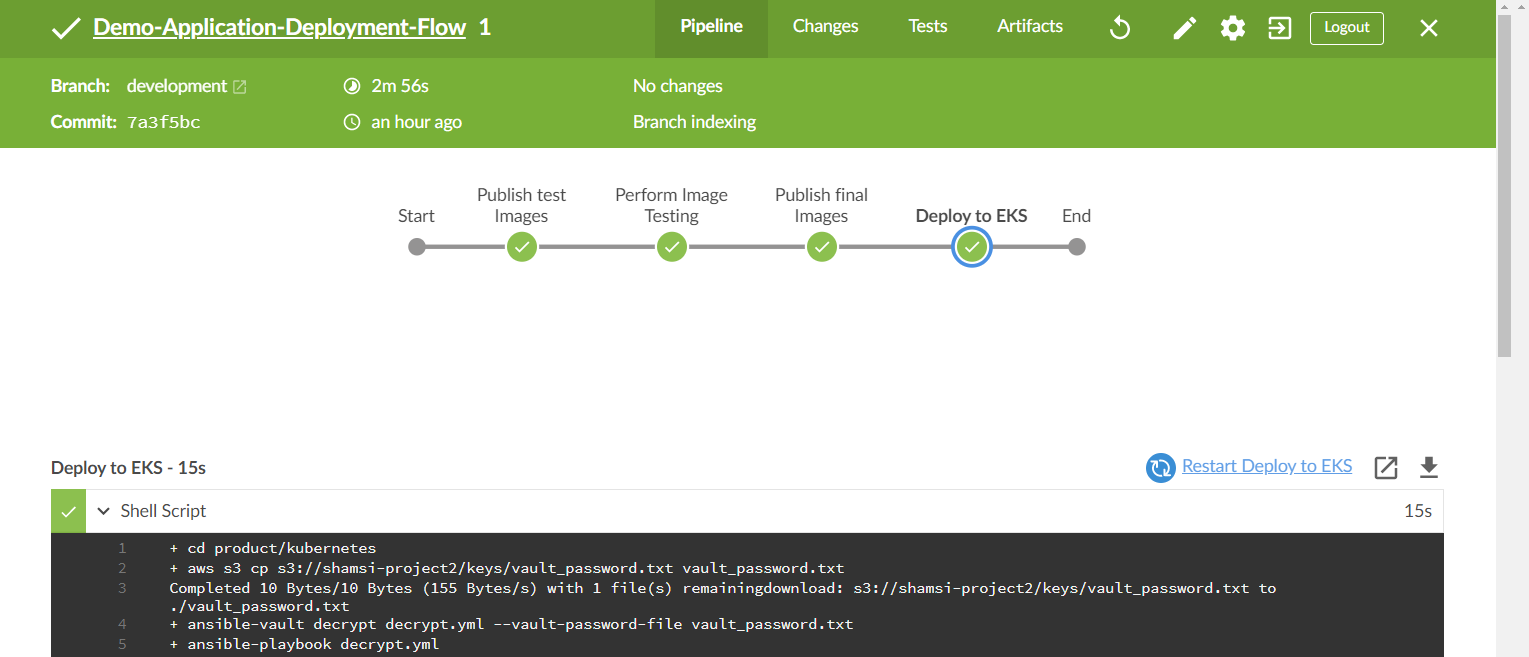 Demo-Application-Deployment-Flow 1
Pipeline Changes Tests Artifacts Logout
Branch: development 2m 56s No changes
Commit: 7a3f5bc an hour ago Branch indexing
Start
Publish test
Images
Perform Image
Testing
Publish final
Images
Deploy to EKS
End
Deploy to EKS - 15s Restart Deploy to EKS
Shell Script 15s
1 + cd product/kubernetes
2 + aws s3 cp s3://shamsi-project2/keys/vault_password.txt vault_password.txt
3 Completed 10 Bytes/10 Bytes (155 Bytes/s) with 1 file(s) remainingdownload: s3://shamsi-project2/keys/vault_password.txt to
./vault_password.txt
4 + ansible-vault decrypt decrypt.yml --vault-password-file vault_password.txt
5 + ansible-playbook decrypt.yml